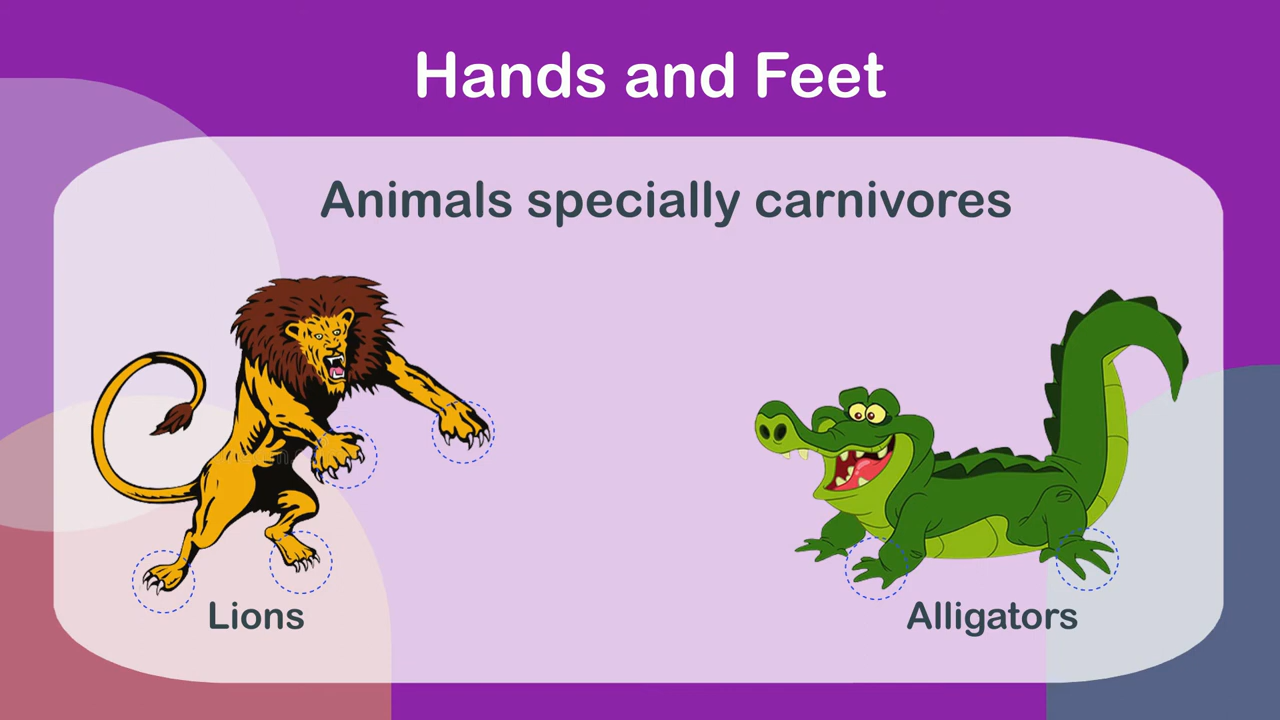 Hands and Feet
Animals specially carnivores
Lions
Alligators